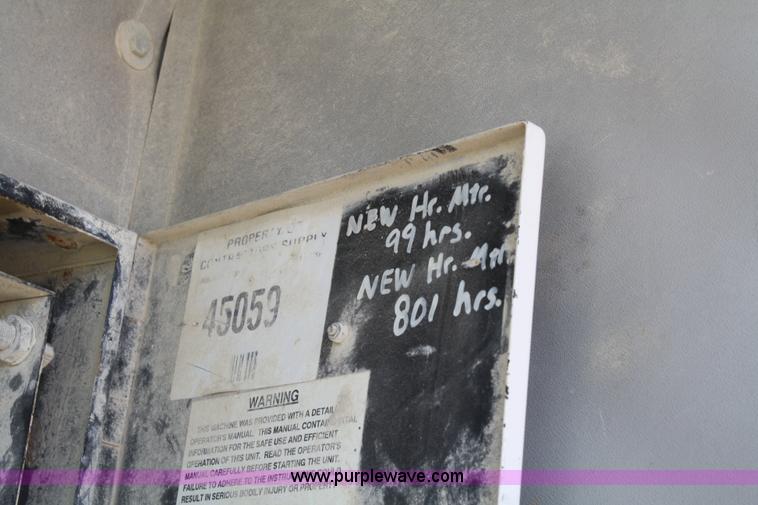 NEW Hr. Mtr.
99 hrs.
NEW Hr. Mtr.
801 hrs.
PROPERTY OF
CONTRACTORS SUPPLY
45059
WARNING
THIS MACHINE WAS PROVIDED WITH A DETAIL
OPERATOR'S MANUAL. THIS MANUAL CONTAINS VITAL
INFORMATION FOR THE SAFE USE AND EFFICIENT
OPERATION OF THIS UNIT. READ THE OPERATOR'S
MANUAL CAREFULLY BEFORE STARTING THE UNIT.
FAILURE TO ADHERE TO THE INSTRUCTIONS COULD
RESULT IN SERIOUS BODILY INJURY OR PROPERTY
www.purplewave.com